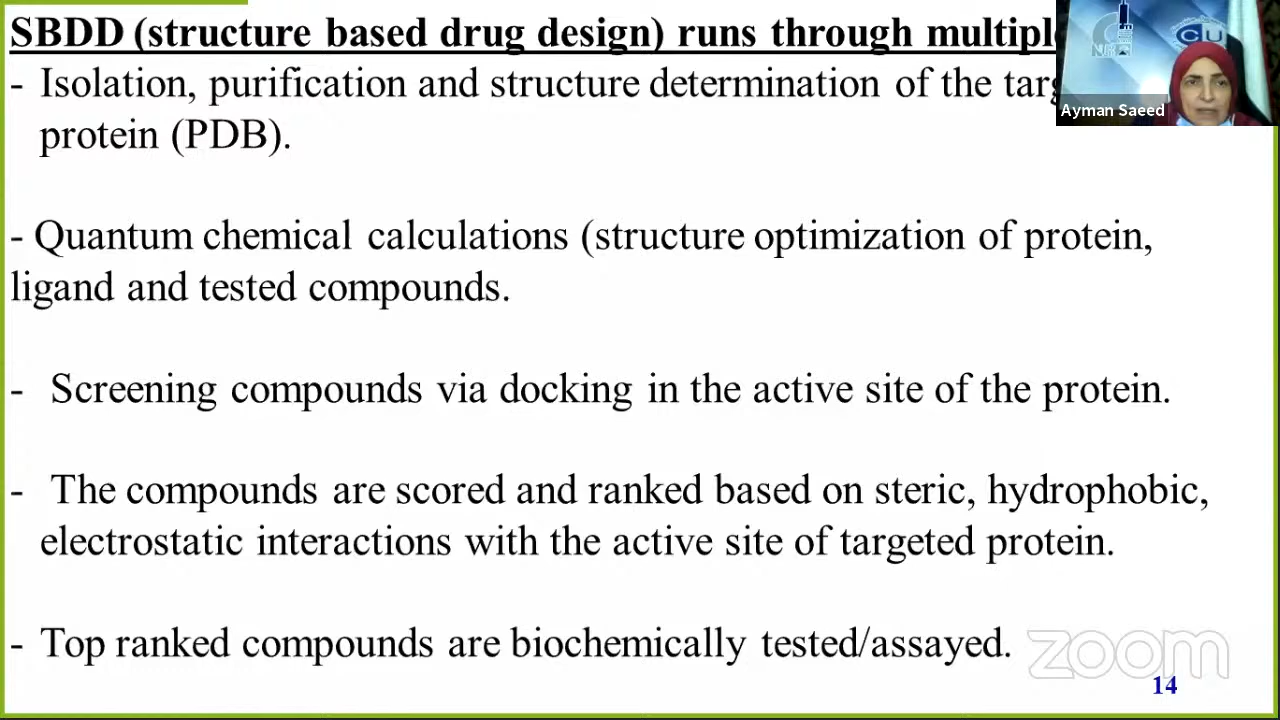 SBDD (structure based drug design) runs through
- Isolation, purification and structure determination of the
protein (PDB).
- Quantum chemical calculations (structure optimization of protein,
ligand and tested compounds.
- Screening compounds via docking in the active site of the protein.
- The compounds are scored and ranked based on steric, hydrophobic,
electrostatic interactions with the active site of targeted protein.
- Top ranked compounds are biochemically tested/assayed.
zoom
14
CU
Ayman Saeed